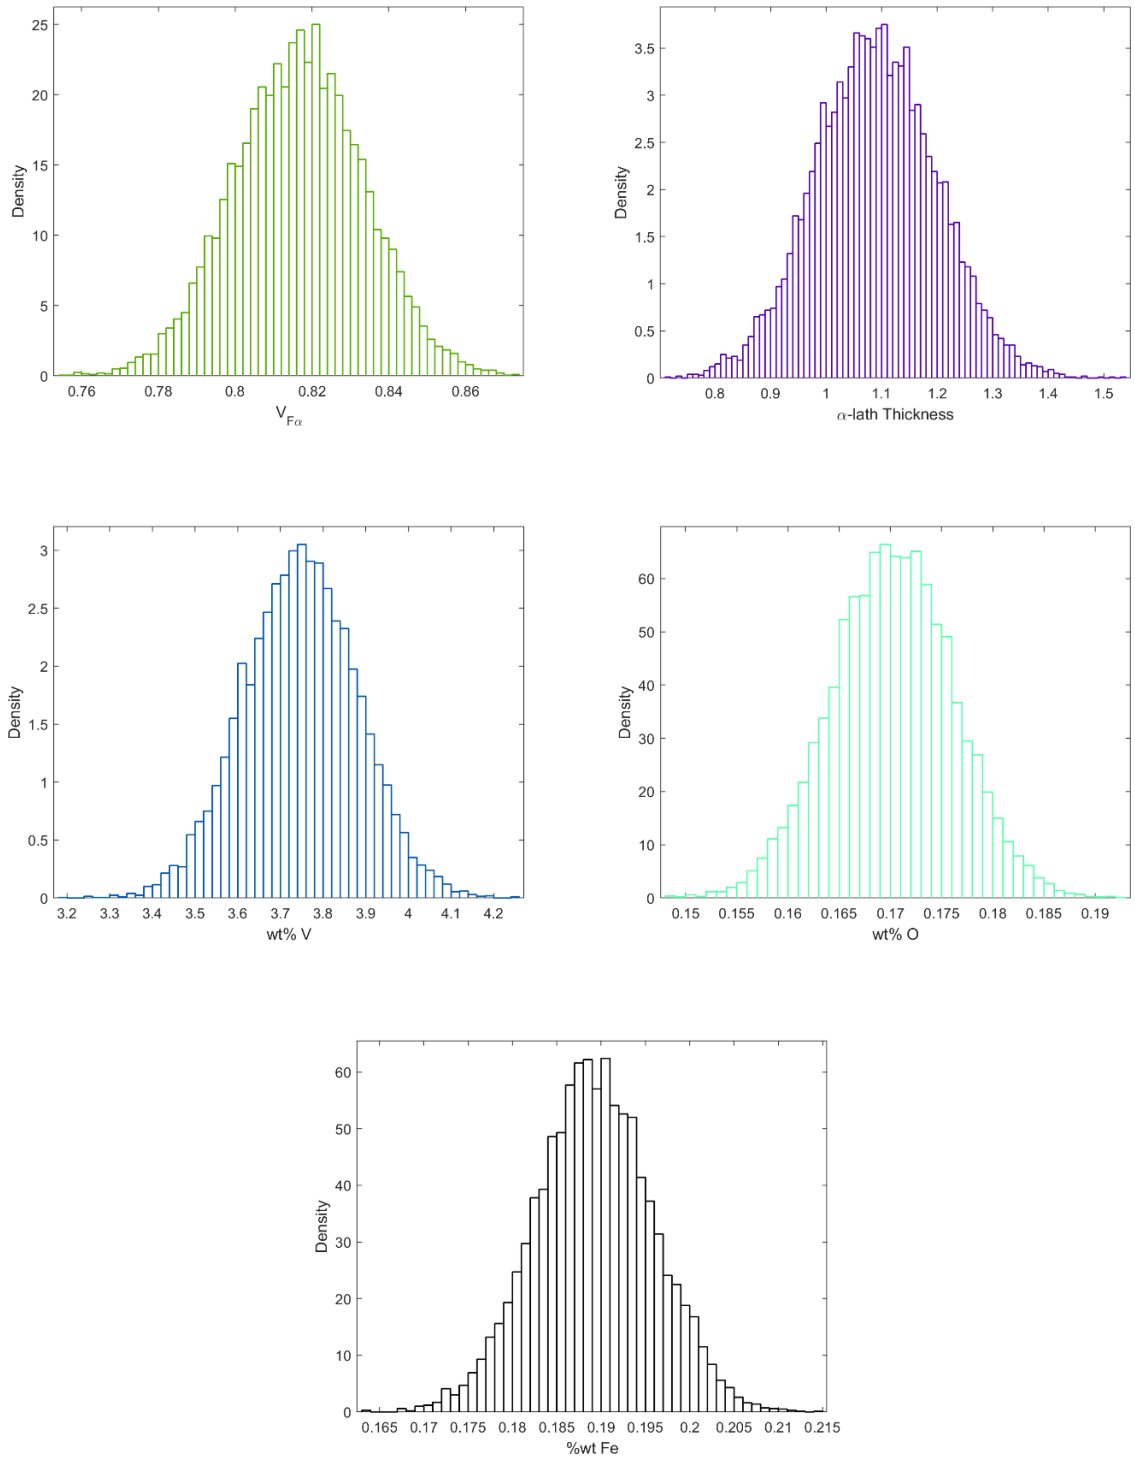 25
20
15
10
5
0
Density
0.76 0.78 0.8 0.82 0.84 0.86
VFα
3.5
3
2.5
2
1.5
1
0.5
0
Density
0.8 0.9 1 1.1 1.2 1.3 1.4 1.5
α-lath Thickness
3
2.5
2
1.5
1
0.5
0
Density
3.2 3.3 3.4 3.5 3.6 3.7 3.8 3.9 4 4.1 4.2
wt% V
60
50
40
30
20
10
0
Density
0.15 0.155 0.16 0.165 0.17 0.175 0.18 0.185 0.19
wt% O
60
50
40
30
20
10
0
Density
0.165 0.17 0.175 0.18 0.185 0.19 0.195 0.2 0.205 0.21 0.215
%wt Fe